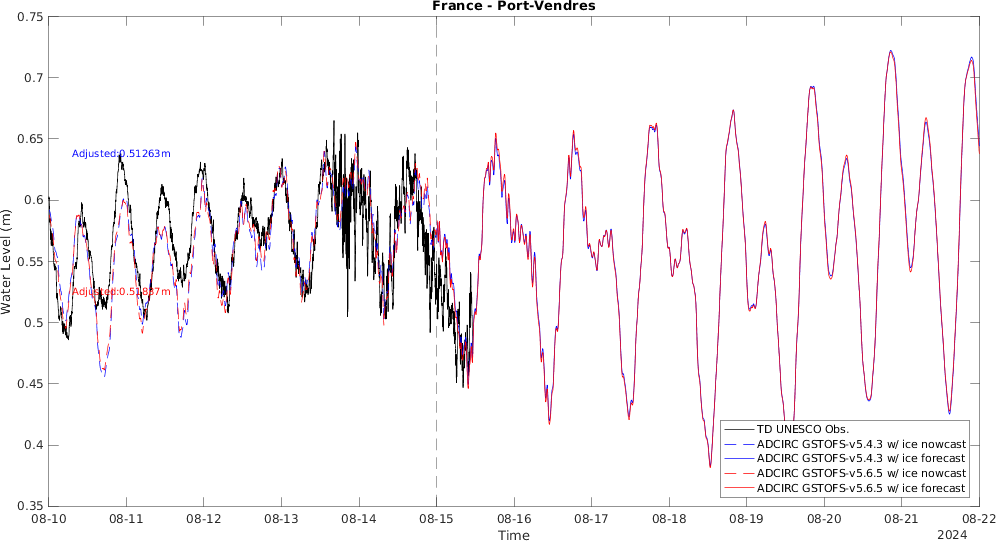 France - Port-Vendres
0.75
0.7
0.65
0.6
0.55
0.5
0.45
0.4
0.35
Water Level (m)
Adjusted:0.51263m
Adjusted:0.51837m
TD UNESCO Obs.
ADCIRC GSTOFS-v5.4.3 w/ ice nowcast
ADCIRC GSTOFS-v5.4.3 w/ ice forecast
ADCIRC GSTOFS-v5.6.5 w/ ice nowcast
ADCIRC GSTOFS-v5.6.5 w/ ice forecast
08-10 08-11 08-12 08-13 08-14 08-15 08-16 08-17 08-18 08-19 08-20 08-21 08-22
Time
2024